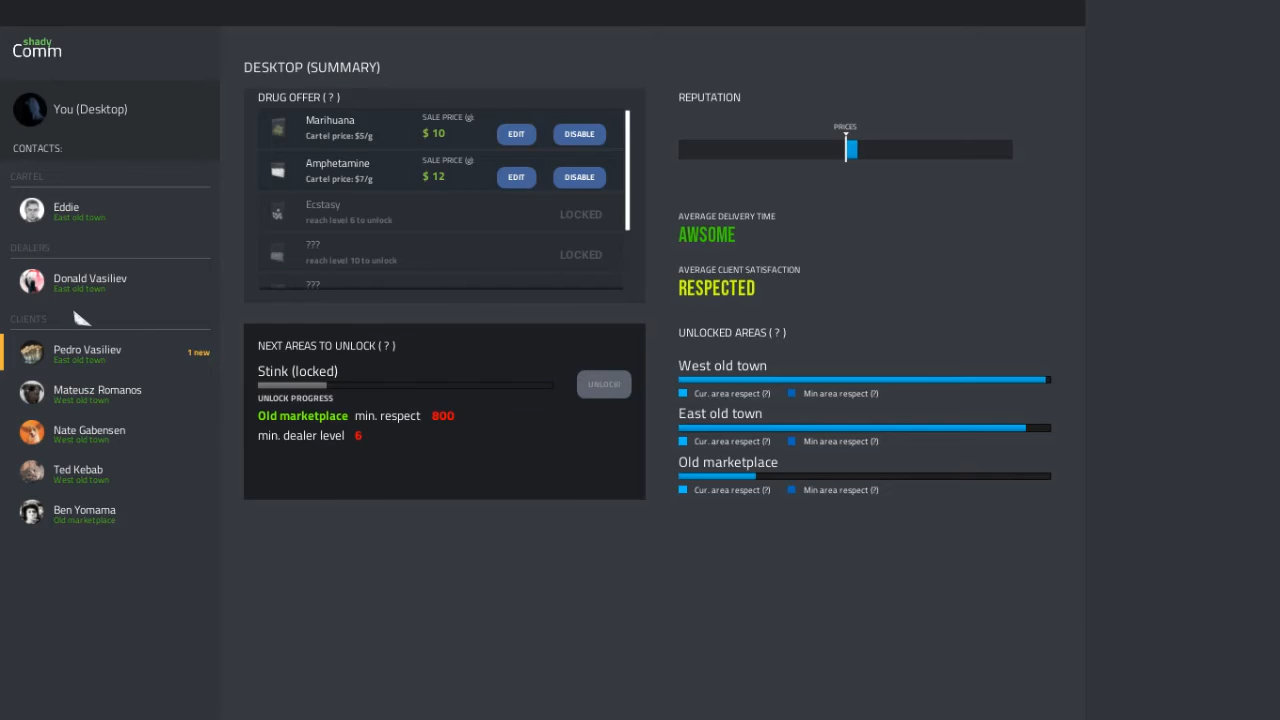 shady
Comm
You (Desktop)
CONTACTS:
CARTEL
Eddie
East old town
DEALERS
Donald Vasiliev
East old town
CLIENTS
Pedro Vasiliev
East old town
1 new
Mateusz Romanos
West old town
Nate Gabensen
West old town
Ted Kebab
West old town
Ben Yomama
Old marketplace
DESKTOP (SUMMARY)
DRUG OFFER ( ? )
Marihuana
Cartel price: $5/g
SALE PRICE (g):
$ 10
EDIT
DISABLE
Amphetamine
Cartel price: $7/g
SALE PRICE (g):
$ 12
EDIT
DISABLE
Ecstasy
reach level 6 to unlock
LOCKED
???
reach level 10 to unlock
LOCKED
???
NEXT AREAS TO UNLOCK ( ? )
Stink (locked)
UNLOCK!
UNLOCK PROGRESS
Old marketplace min. respect 800
min. dealer level 6
REPUTATION
PRICES
AVERAGE DELIVERY TIME
AWSOME
AVERAGE CLIENT SATISFACTION
RESPECTED
UNLOCKED AREAS ( ? )
West old town
Cur. area respect (?) Min area respect (?)
East old town
Cur. area respect (?) Min area respect (?)
Old marketplace
Cur. area respect (?) Min area respect (?)